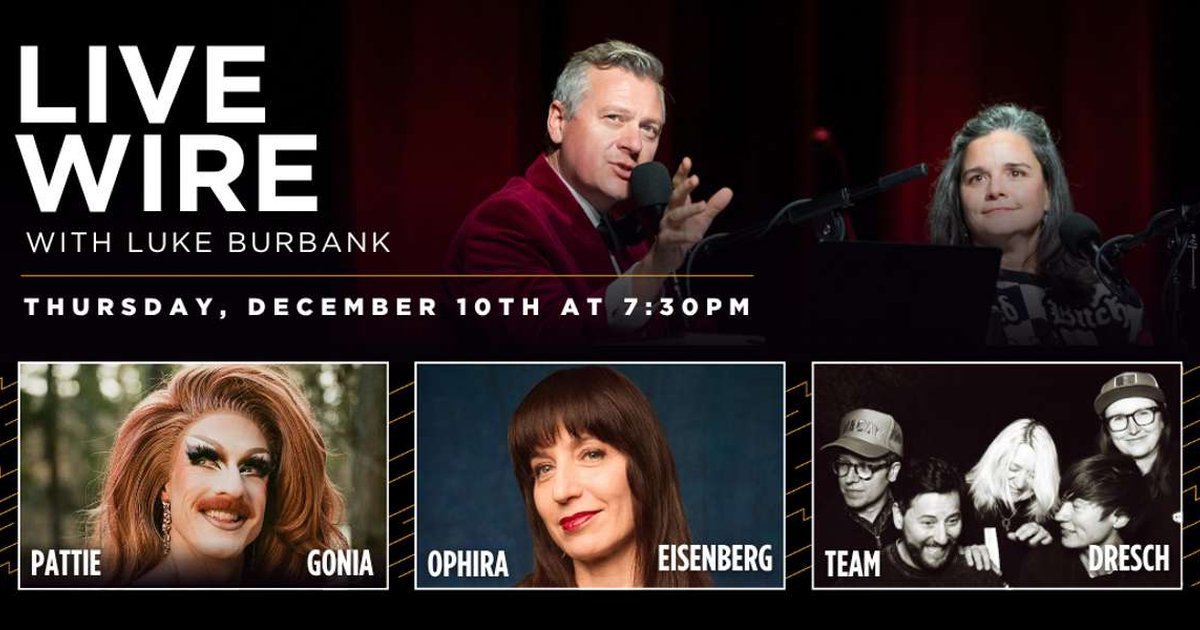 LIVE
WIRE
WITH LUKE BURBANK
THURSDAY, DECEMBER 10TH AT 7:30PM
PATTIE GONIA
OPHIRA EISENBERG
TEAM DRESCH